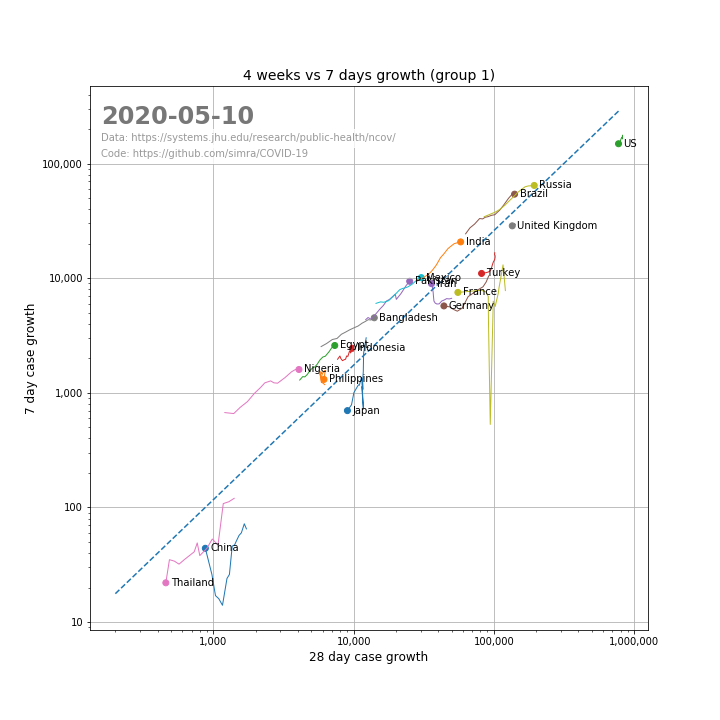 4 weeks vs 7 days growth (group 1)
2020-05-10
Data: https://systems.jhu.edu/research/public-health/ncov/
Code: https://github.com/simra/COVID-19
100,000
10,000
1,000
100
10
7 day case growth
US
Russia
Brazil
United Kingdom
India
Turkey
Mexico
Pakistan
Iran
France
Germany
Bangladesh
Egypt
Indonesia
Nigeria
Philippines
Japan
China
Thailand
1,000
10,000
100,000
1,000,000
28 day case growth